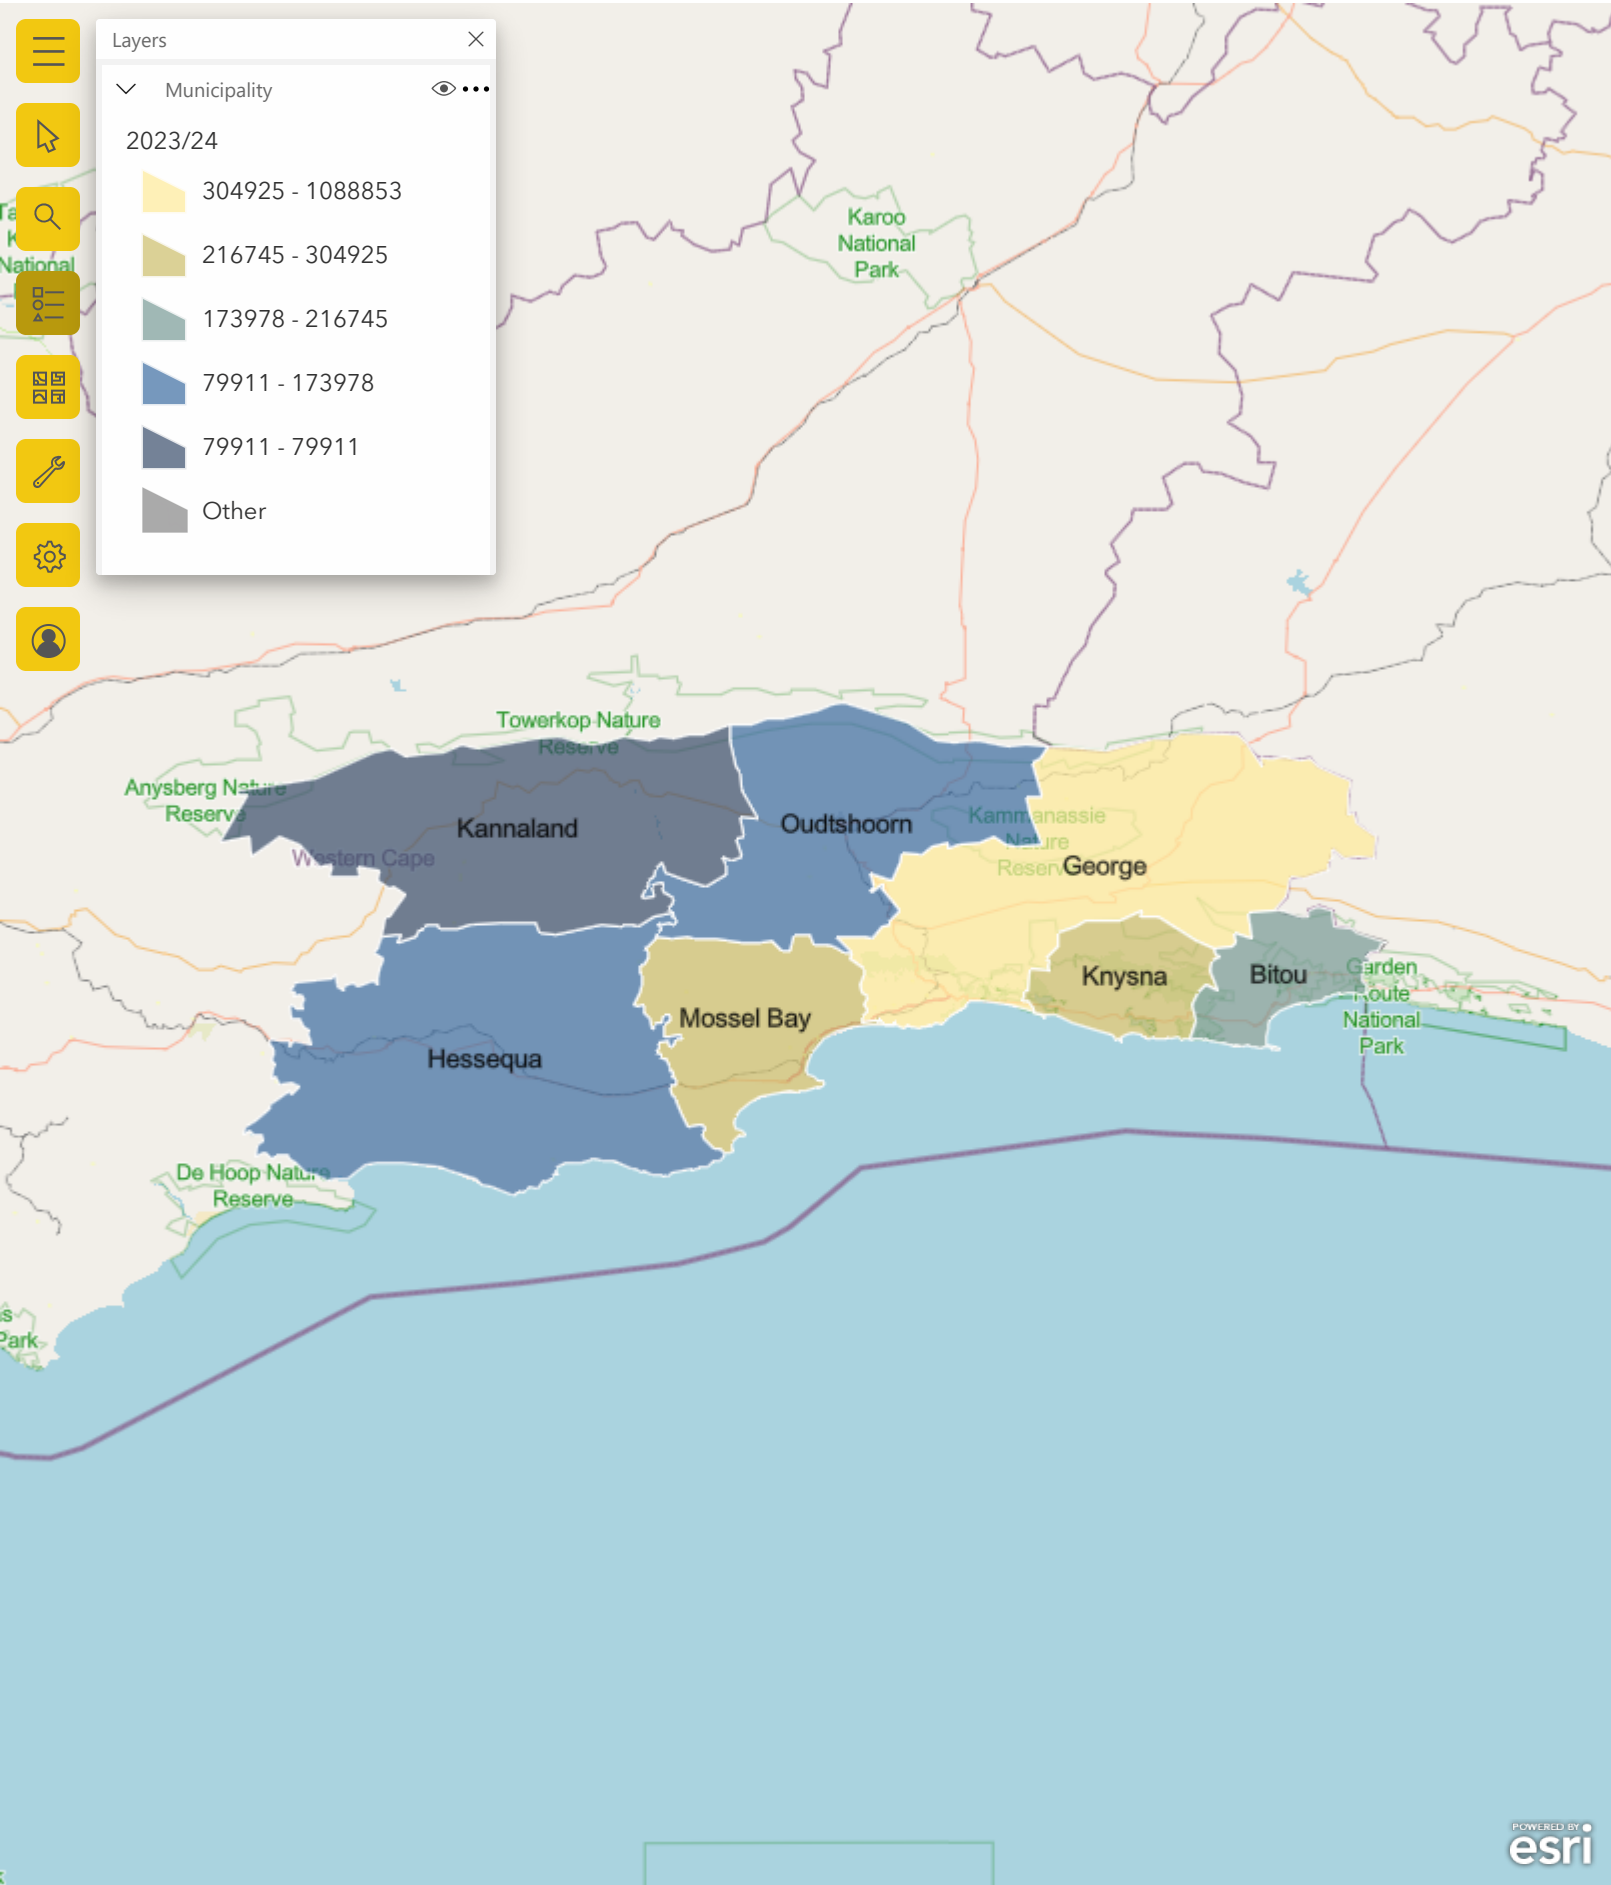 Layers
Municipality
2023/24
304925 - 1088853
216745 - 304925
173978 - 216745
79911 - 173978
79911 - 79911
Other
National
Karoo
National
Park
Towerkop Nature
Reserve
Anysberg Nature
Reserve
Western Cape
Kannaland
Oudtshoorn
Kammanassie
Nature
Reserv
George
Knysna
Bitou
Garden
Route
National
Park
Mossel Bay
Hessequa
De Hoop Nature
Reserve
Park
POWERED BY
esri